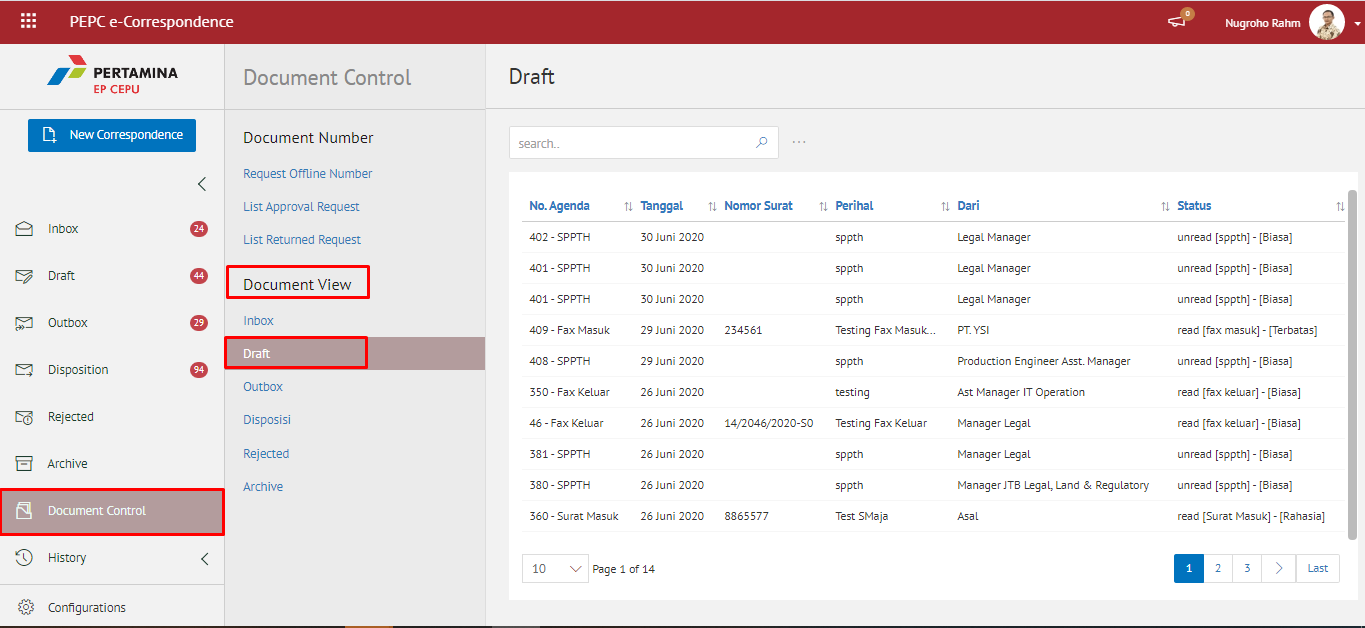 PEPC e-Correspondence
0
Nugroho Rahm
PERTAMINA
EP CEPU
New Correspondence
Inbox 24
Draft 44
Outbox 29
Disposition 94
Rejected
Archive
Document Control
History
Configurations
Document Control
Document Number
Request Offline Number
List Approval Request
List Returned Request
Document View
Inbox
Draft
Outbox
Disposisi
Rejected
Archive
Draft
search..
...
No. Agenda Tanggal Nomor Surat Perihal Dari Status
402 - SPPTH 30 Juni 2020 sppth Legal Manager unread [sppth] - [Biasa]
401 - SPPTH 30 Juni 2020 sppth Legal Manager unread [sppth] - [Biasa]
401 - SPPTH 30 Juni 2020 sppth Legal Manager unread [sppth] - [Biasa]
409 - Fax Masuk 29 Juni 2020 234561 Testing Fax Masuk... PT. YSI read [fax masuk] - [Terbatas]
408 - SPPTH 29 Juni 2020 sppth Production Engineer Asst. Manager unread [sppth] - [Biasa]
350 - Fax Keluar 26 Juni 2020 testing Ast Manager IT Operation read [fax keluar] - [Biasa]
46 - Fax Keluar 26 Juni 2020 14/2046/2020-S0 Testing Fax Keluar Manager Legal read [fax keluar] - [Biasa]
381 - SPPTH 26 Juni 2020 sppth Manager Legal unread [sppth] - [Biasa]
380 - SPPTH 26 Juni 2020 sppth Manager JTB Legal, Land & Regulatory unread [sppth] - [Biasa]
360 - Surat Masuk 26 Juni 2020 8865577 Test SMaja Asal read [Surat Masuk] - [Rahasia]
10 Page 1 of 14
1 2 3 > Last